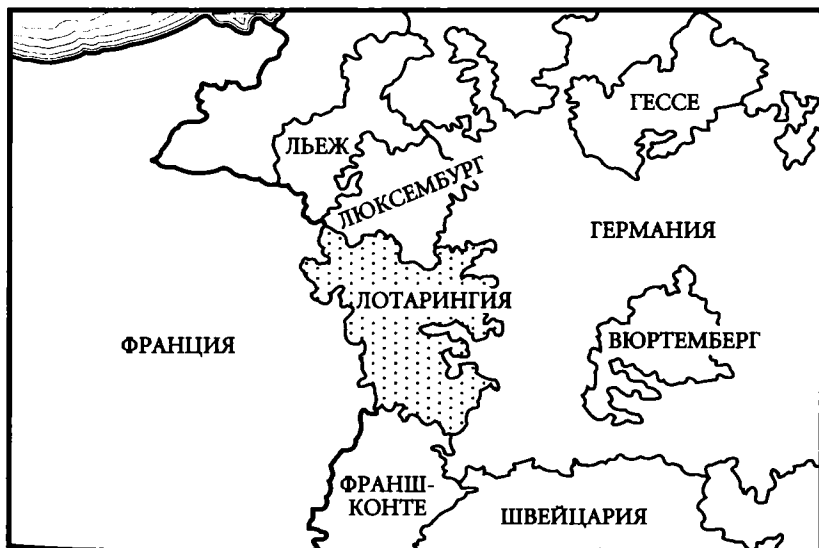 ГЕССЕ
ЛЬЕЖ
ЛЮКСЕМБУРГ
ГЕРМАНИЯ
ЛОТАРИНГИЯ
ФРАНЦИЯ
ВЮРТЕМБЕРГ
ФРАНШ-
КОНТЕ
ШВЕЙЦАРИЯ